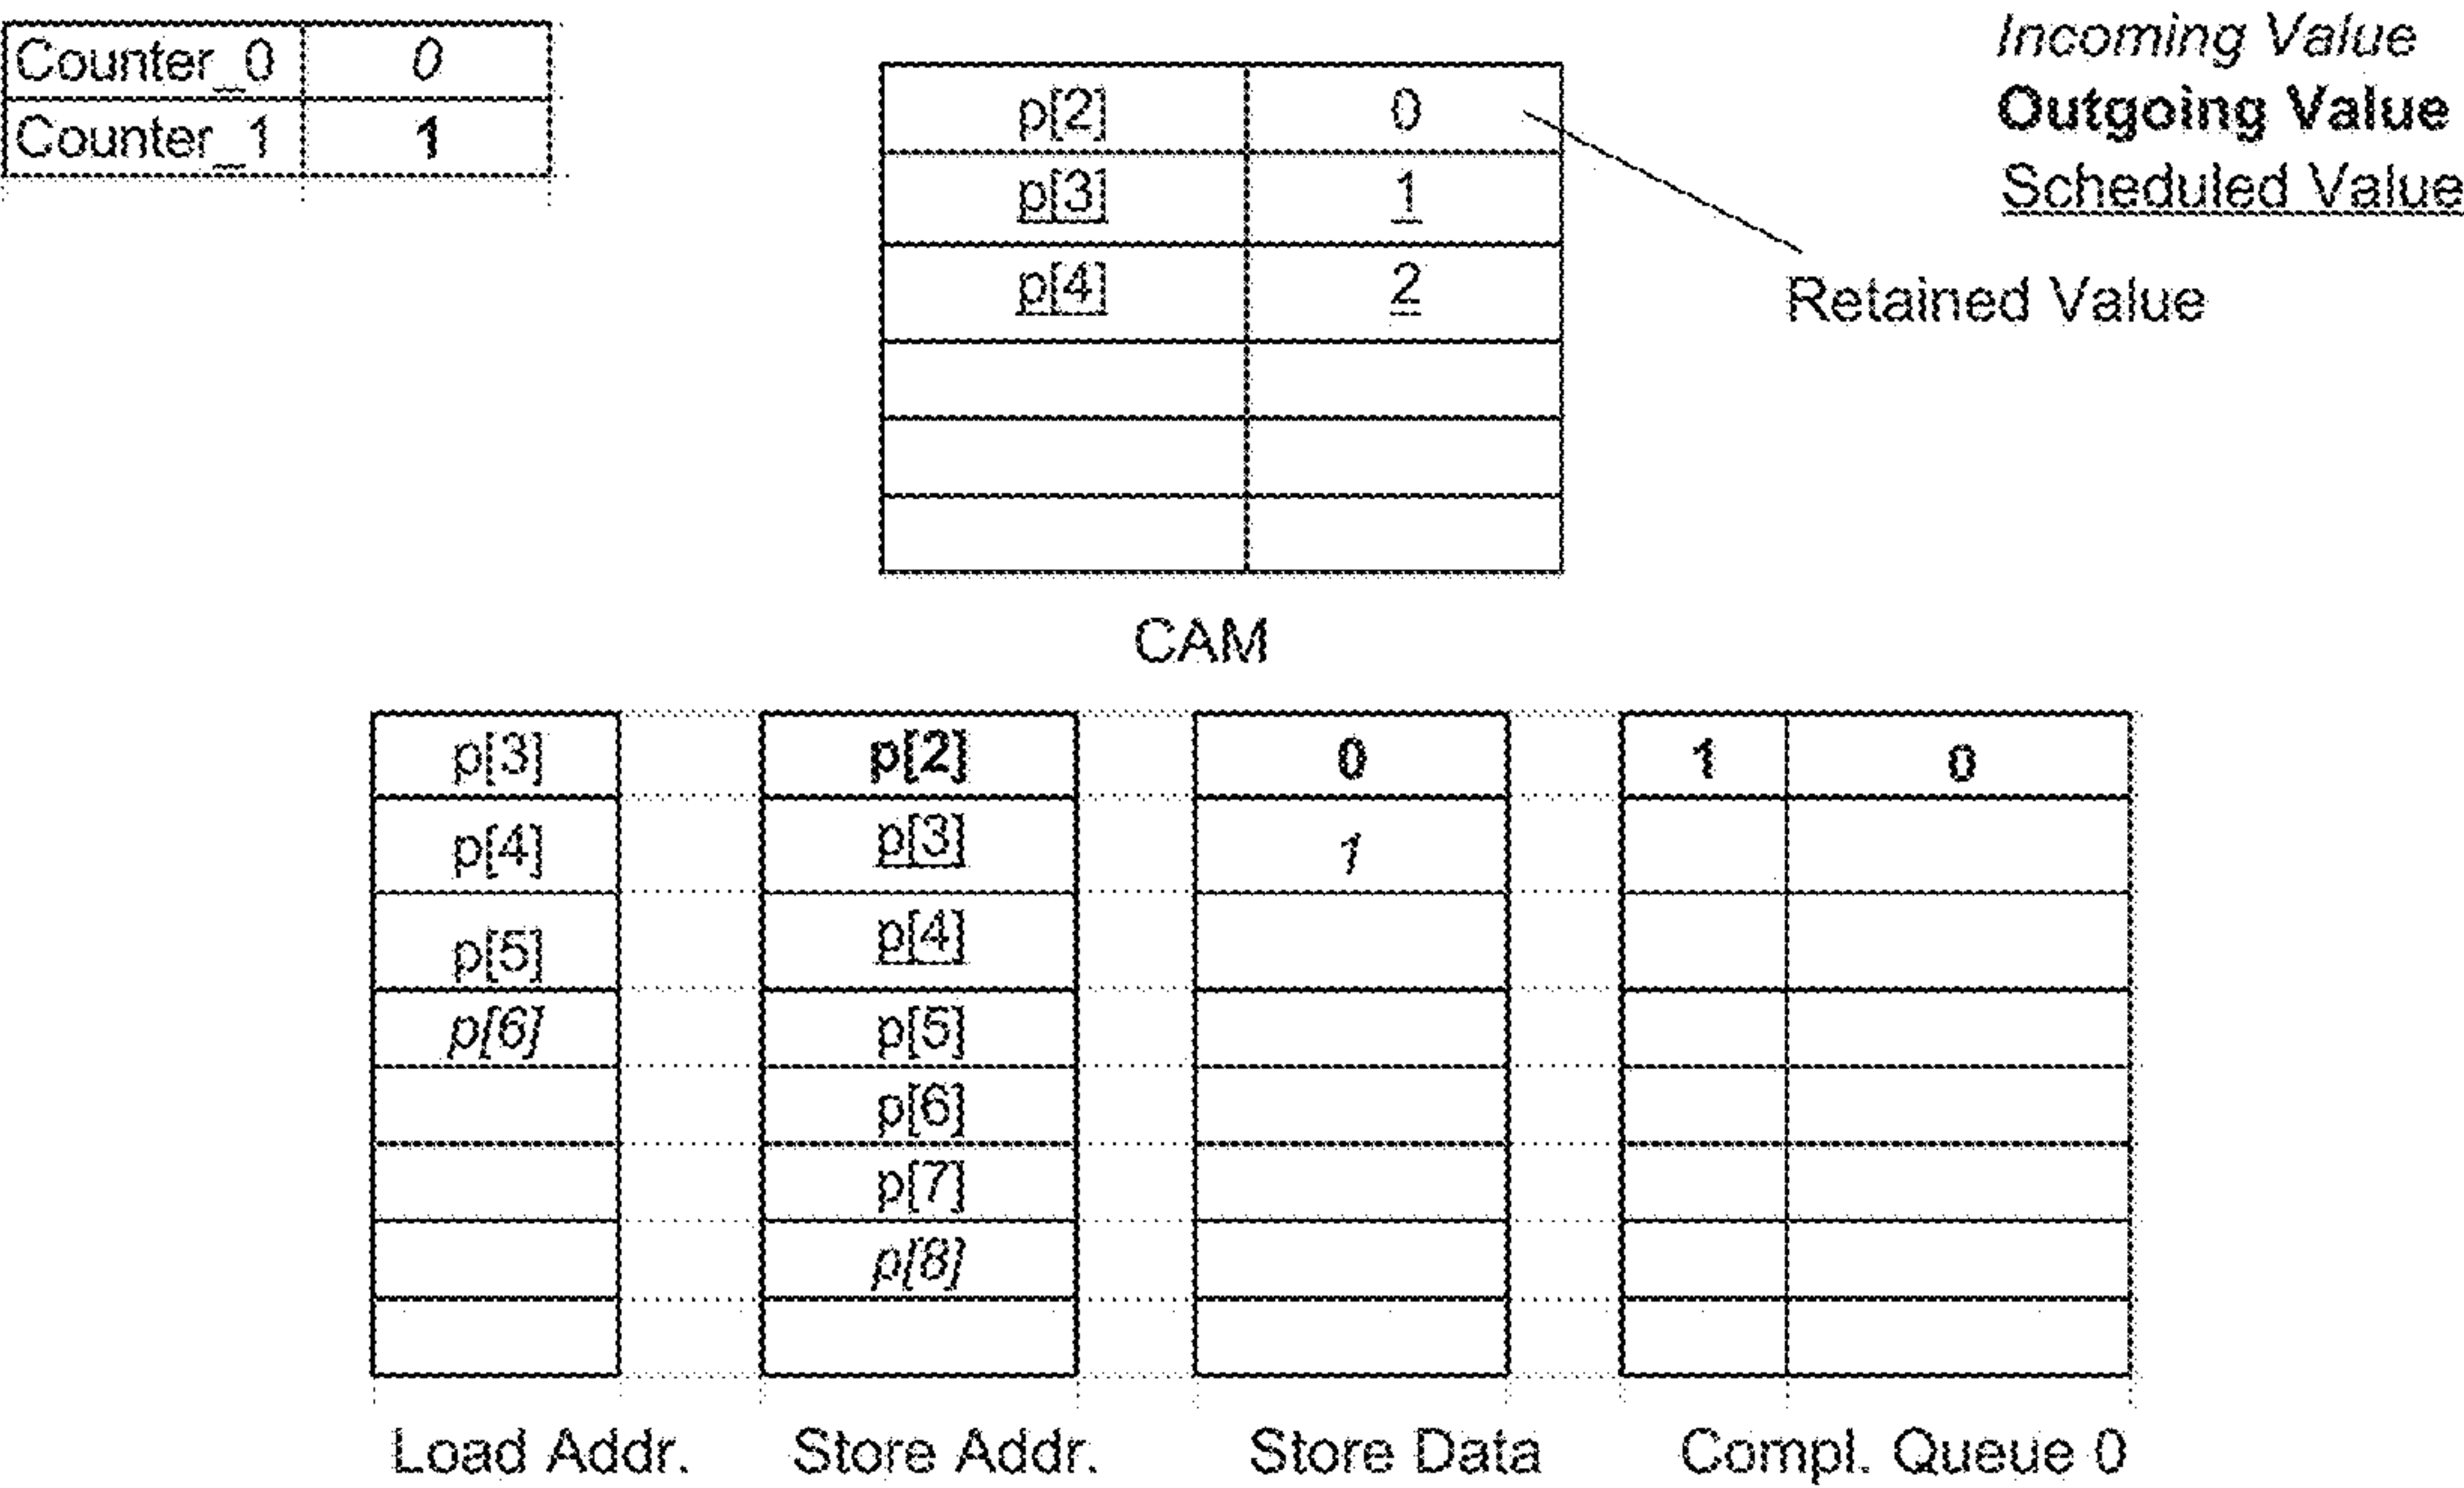 Counter_0 0
Counter_1 1
Incoming Value
Outgoing Value
Scheduled Value
p[2] 0
p[3] 1
p[4] 2
Retained Value
CAM
p[3] p[2] 0 1 0
p[4] p[3] 1
p[5] p[4]
p[6] p[5]
p[6]
p[7]
p[8]
Load Addr. Store Addr. Store Data Compl. Queue 0